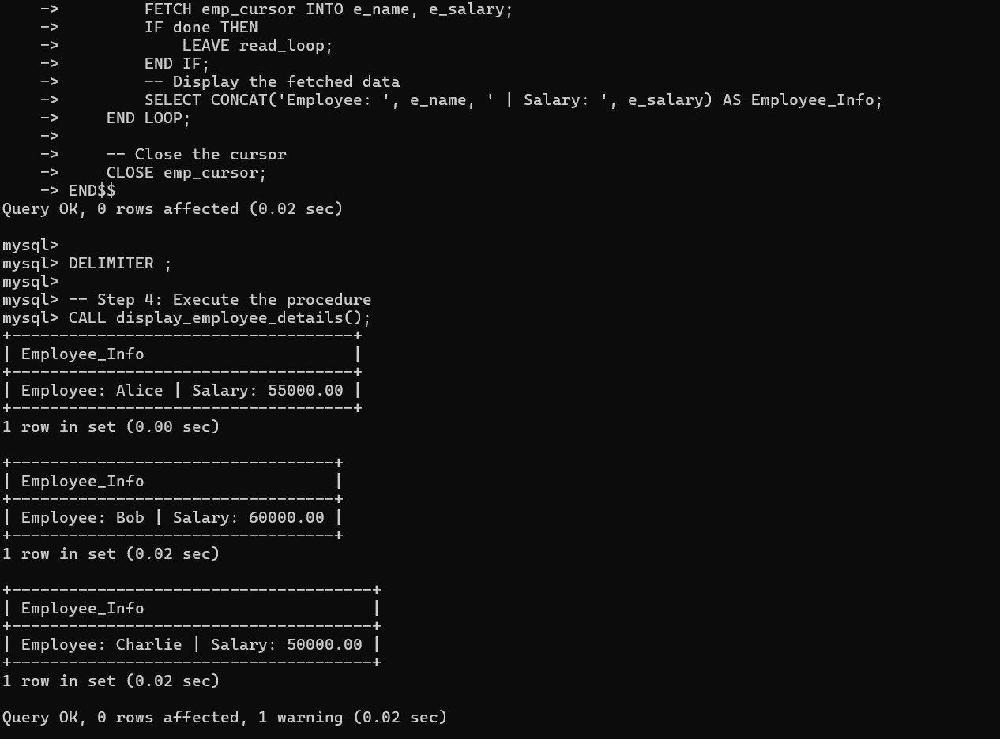 ->         FETCH emp_cursor INTO e_name, e_salary;
    ->         IF done THEN
    ->             LEAVE read_loop;
    ->         END IF;
    ->         -- Display the fetched data
    ->         SELECT CONCAT('Employee: ', e_name, ' | Salary: ', e_salary) AS Employee_Info;
    ->     END LOOP;
    ->
    ->     -- Close the cursor
    ->     CLOSE emp_cursor;
    -> END$$
Query OK, 0 rows affected (0.02 sec)

mysql>
mysql> DELIMITER ;
mysql>
mysql> -- Step 4: Execute the procedure
mysql> CALL display_employee_details();
+------------------------------------+
| Employee_Info                      |
+------------------------------------+
| Employee: Alice | Salary: 55000.00 |
+------------------------------------+
1 row in set (0.00 sec)

+----------------------------------+
| Employee_Info                    |
+----------------------------------+
| Employee: Bob | Salary: 60000.00 |
+----------------------------------+
1 row in set (0.02 sec)

+--------------------------------------+
| Employee_Info                        |
+--------------------------------------+
| Employee: Charlie | Salary: 50000.00 |
+--------------------------------------+
1 row in set (0.02 sec)

Query OK, 0 rows affected, 1 warning (0.02 sec)